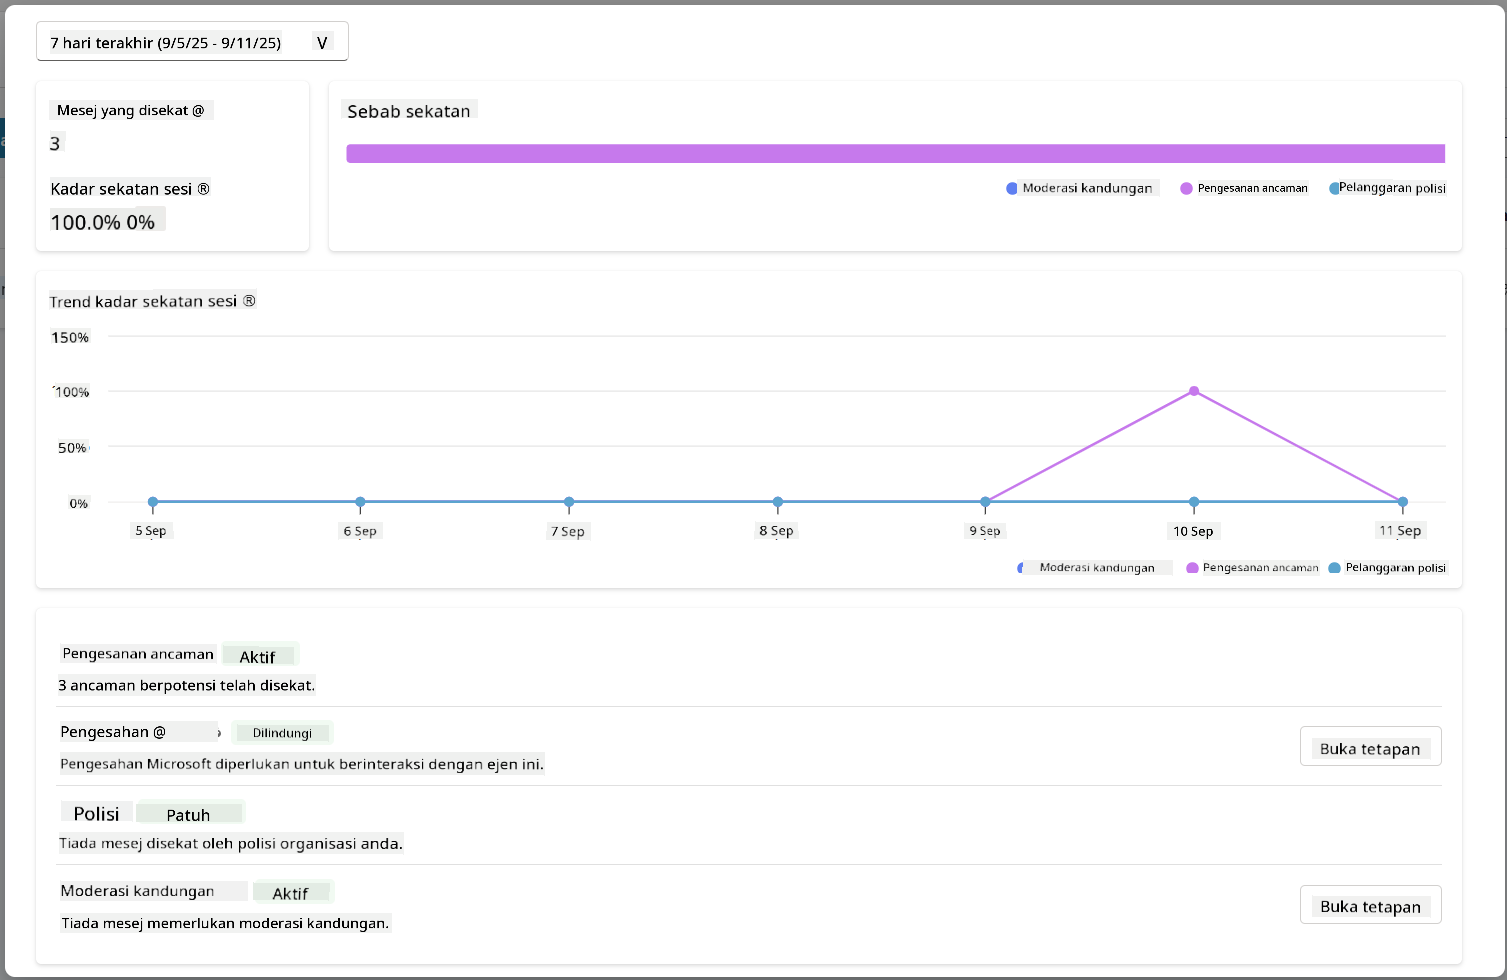 7 hari terakhir (9/5/25 - 9/11/25) V
Mesej yang disekat @
3
Kadar sekatan sesi ®
100.0% 0%
Sebab sekatan
Moderasi kandungan Pengesanan ancaman Pelanggaran polisi
Trend kadar sekatan sesi ®
150%
100%
50%
0%
5 Sep 6 Sep 7 Sep 8 Sep 9 Sep 10 Sep 11 Sep
Moderasi kandungan Pengesanan ancaman Pelanggaran polisi
Pengesanan ancaman Aktif
3 ancaman berpotensi telah disekat.
Pengesahan @ Dilindungi
Pengesahan Microsoft diperlukan untuk berinteraksi dengan ejen ini.
Buka tetapan
Polisi Patuh
Tiada mesej disekat oleh polisi organisasi anda.
Moderasi kandungan Aktif
Tiada mesej memerlukan moderasi kandungan.
Buka tetapan